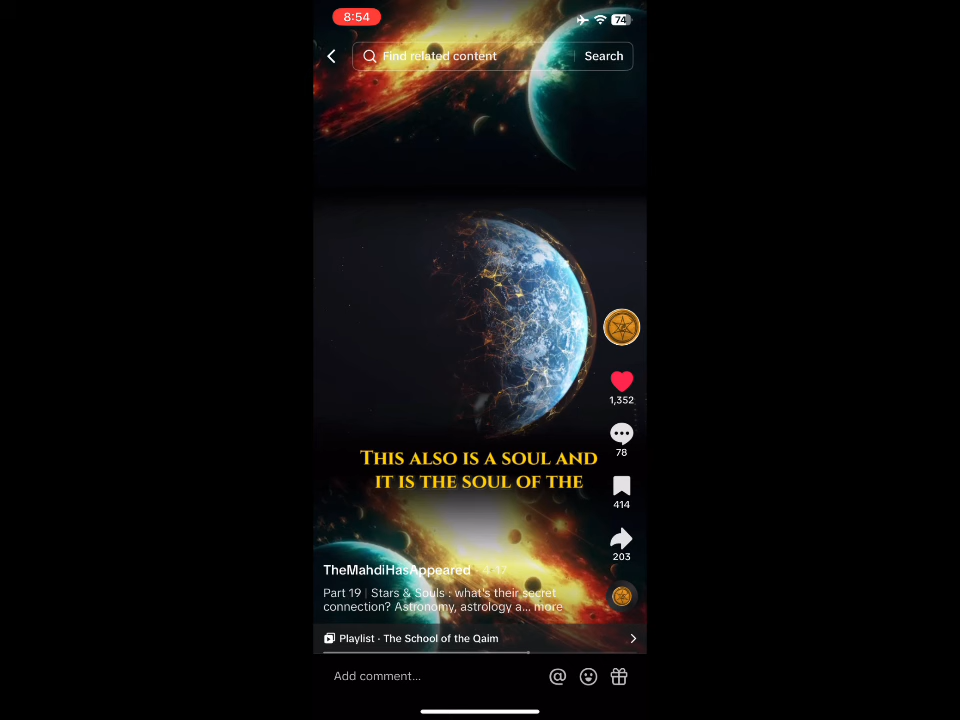 8:54
74
Find related content
Search
1,352
THIS ALSO IS A SOUL AND
78
IT IS THE SOUL OF THE
414
203
TheMahdiHasAppeared · 4-12
Part 19 | Stars & Souls : what's their secret
connection? Astronomy, astrology a... more
Playlist · The School of the Qaim
Add comment...